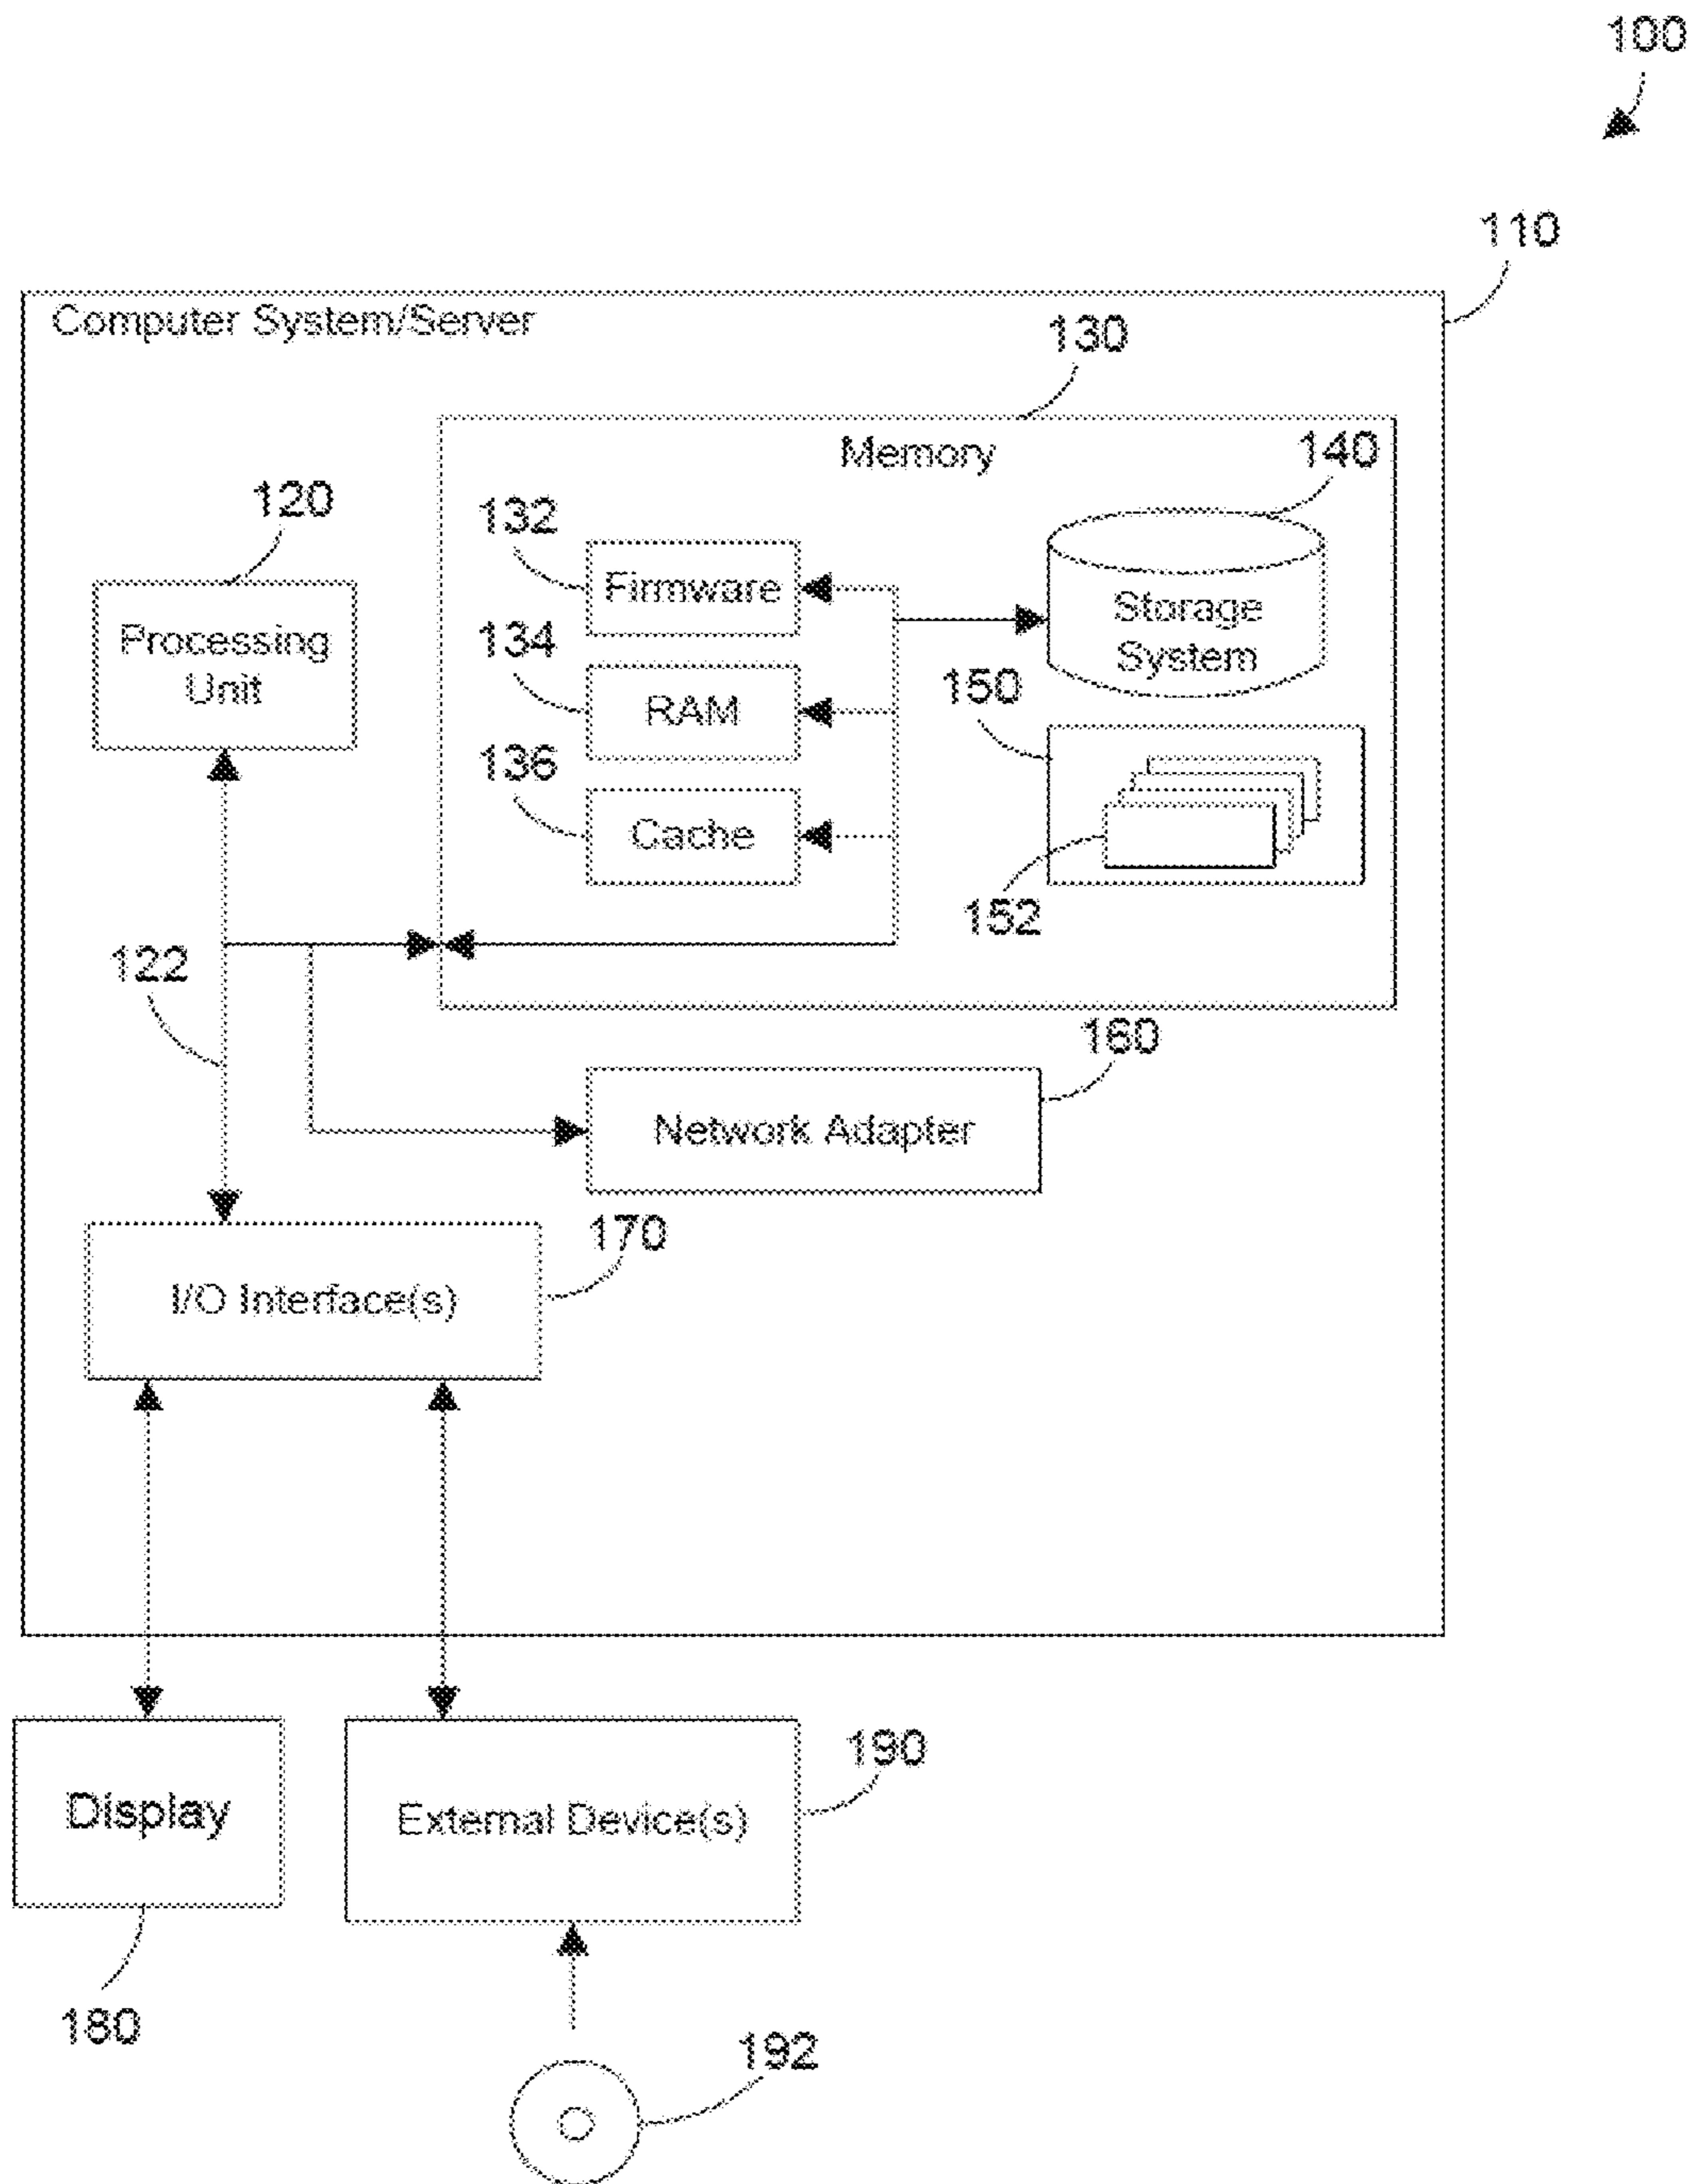 100
110
Computer System/Server
130
Memory
140
120
132
Firmware
Storage
System
Processing
Unit
134
RAM
150
136
Cache
152
122
160
Network Adapter
170
I/O Interface(s)
190
Display
External Device(s)
180
192